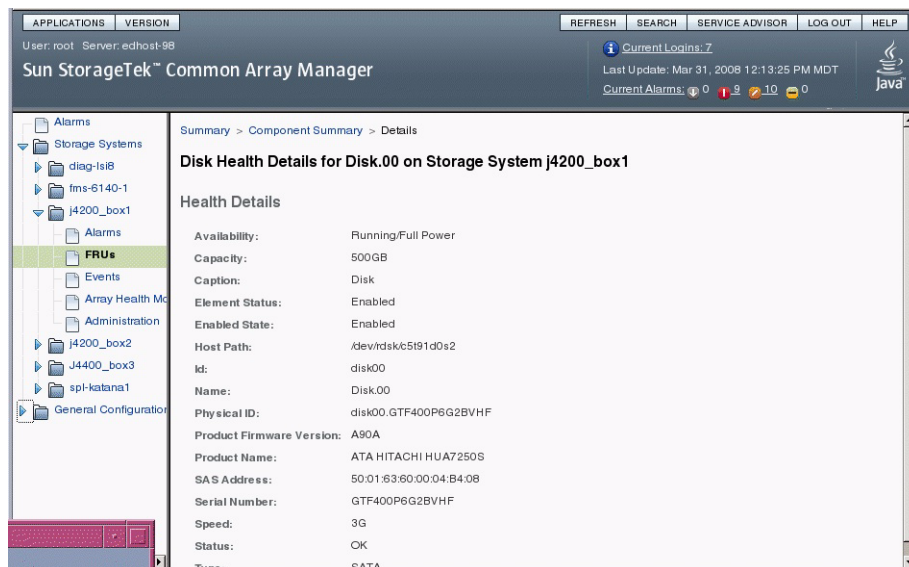 APPLICATIONS VERSION
REFRESH SEARCH SERVICE ADVISOR LOG OUT HELP
User: root Server: edhost-98
Sun StorageTek™ Common Array Manager
Current Logins: 7
Last Update: Mar 31, 2008 12:13:25 PM MDT
Current Alarms: 0 9 10 0
Java™
Alarms
Storage Systems
diag-lsi8
fms-6140-1
j4200_box1
Alarms
FRUs
Events
Array Health Mo
Administration
j4200_box2
J4400_box3
spl-katana1
General Configuration
Summary > Component Summary > Details
Disk Health Details for Disk.00 on Storage System j4200_box1
Health Details
Availability: Running/Full Power
Capacity: 500GB
Caption: Disk
Element Status: Enabled
Enabled State: Enabled
Host Path: /dev/rdsk/c5t91d0s2
Id: disk00
Name: Disk.00
Physical ID: disk00.GTF400P6G2BVHF
Product Firmware Version: A90A
Product Name: ATA HITACHI HUA7250S
SAS Address: 50:01:63:60:00:04:B4:08
Serial Number: GTF400P6G2BVHF
Speed: 3G
Status: OK
Type: SATA